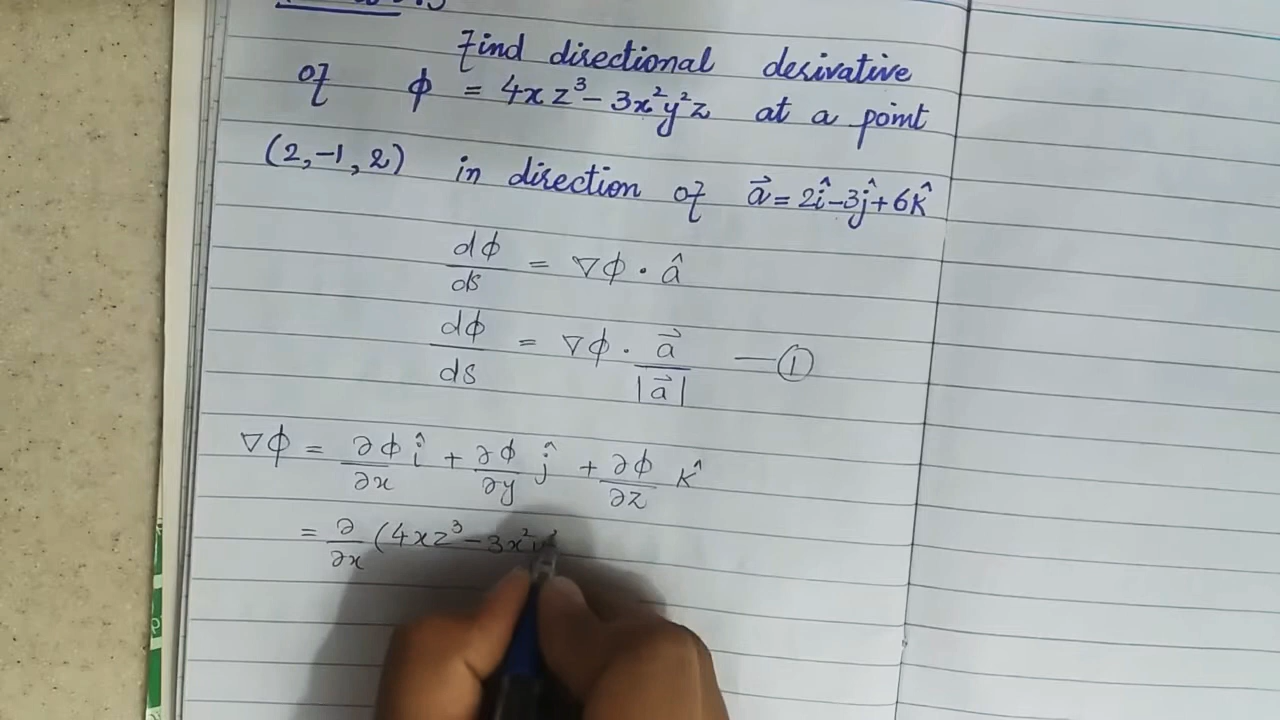 Find directional derivative
of ϕ = 4xz³ - 3x²y²z at a point
(2,-1,2) in direction of a⃗ = 2î-3ĵ+6k̂
dϕ/ds = ∇ϕ · â
dϕ/ds = ∇ϕ · a⃗/|a⃗| —①
∇ϕ = ∂ϕ/∂x î + ∂ϕ/∂y ĵ + ∂ϕ/∂z k̂
= ∂/∂x (4xz³ - 3x²y²